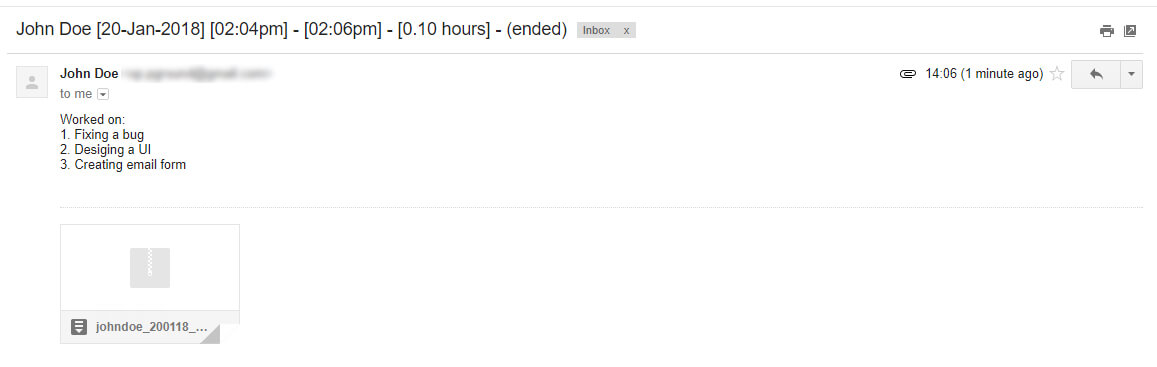 John Doe [20-Jan-2018] [02:04pm] - [02:06pm] - [0.10 hours] - (ended) Inbox x
John Doe 14:06 (1 minute ago)
to me
Worked on:
1. FIxing a bug
2. Desiging a UI
3. Creating email form
johndoe_200118_...